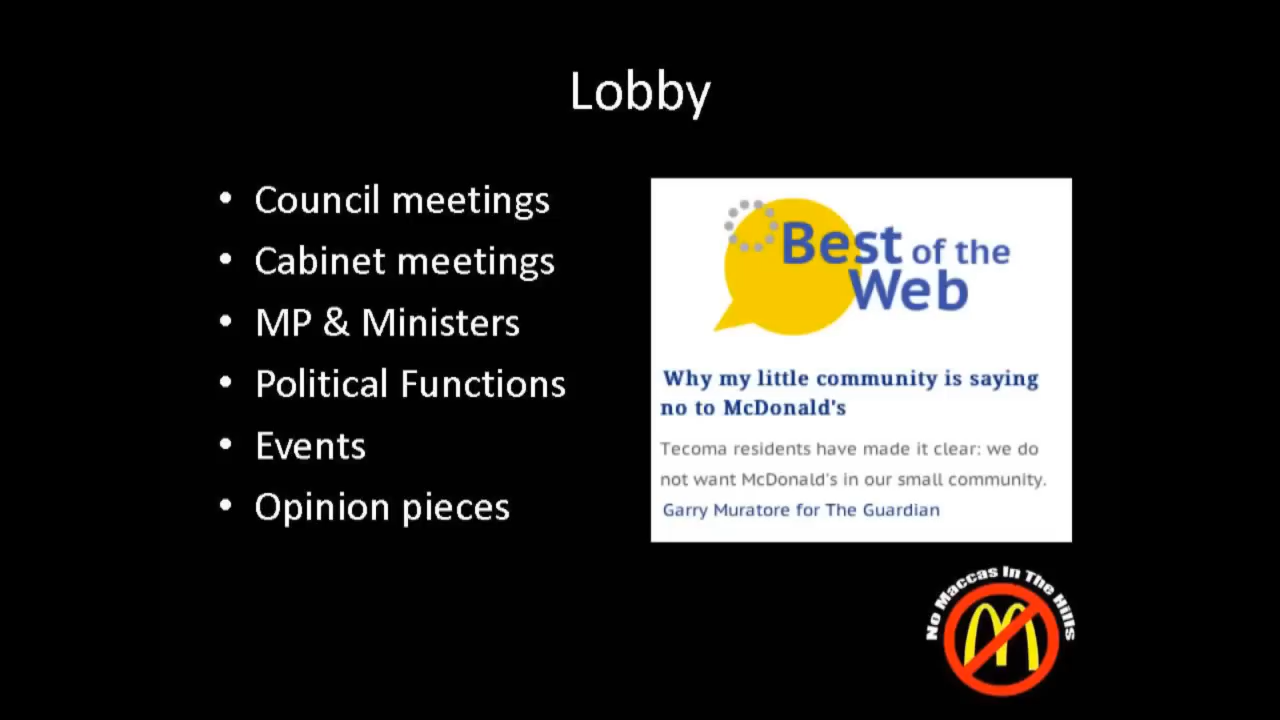 Lobby
• Council meetings
• Cabinet meetings
• MP & Ministers
• Political Functions
• Events
• Opinion pieces
Best of the
Web
Why my little community is saying
no to McDonald's
Tecoma residents have made it clear: we do
not want McDonald's in our small community.
Garry Muratore for The Guardian
No Maccas In The Hills